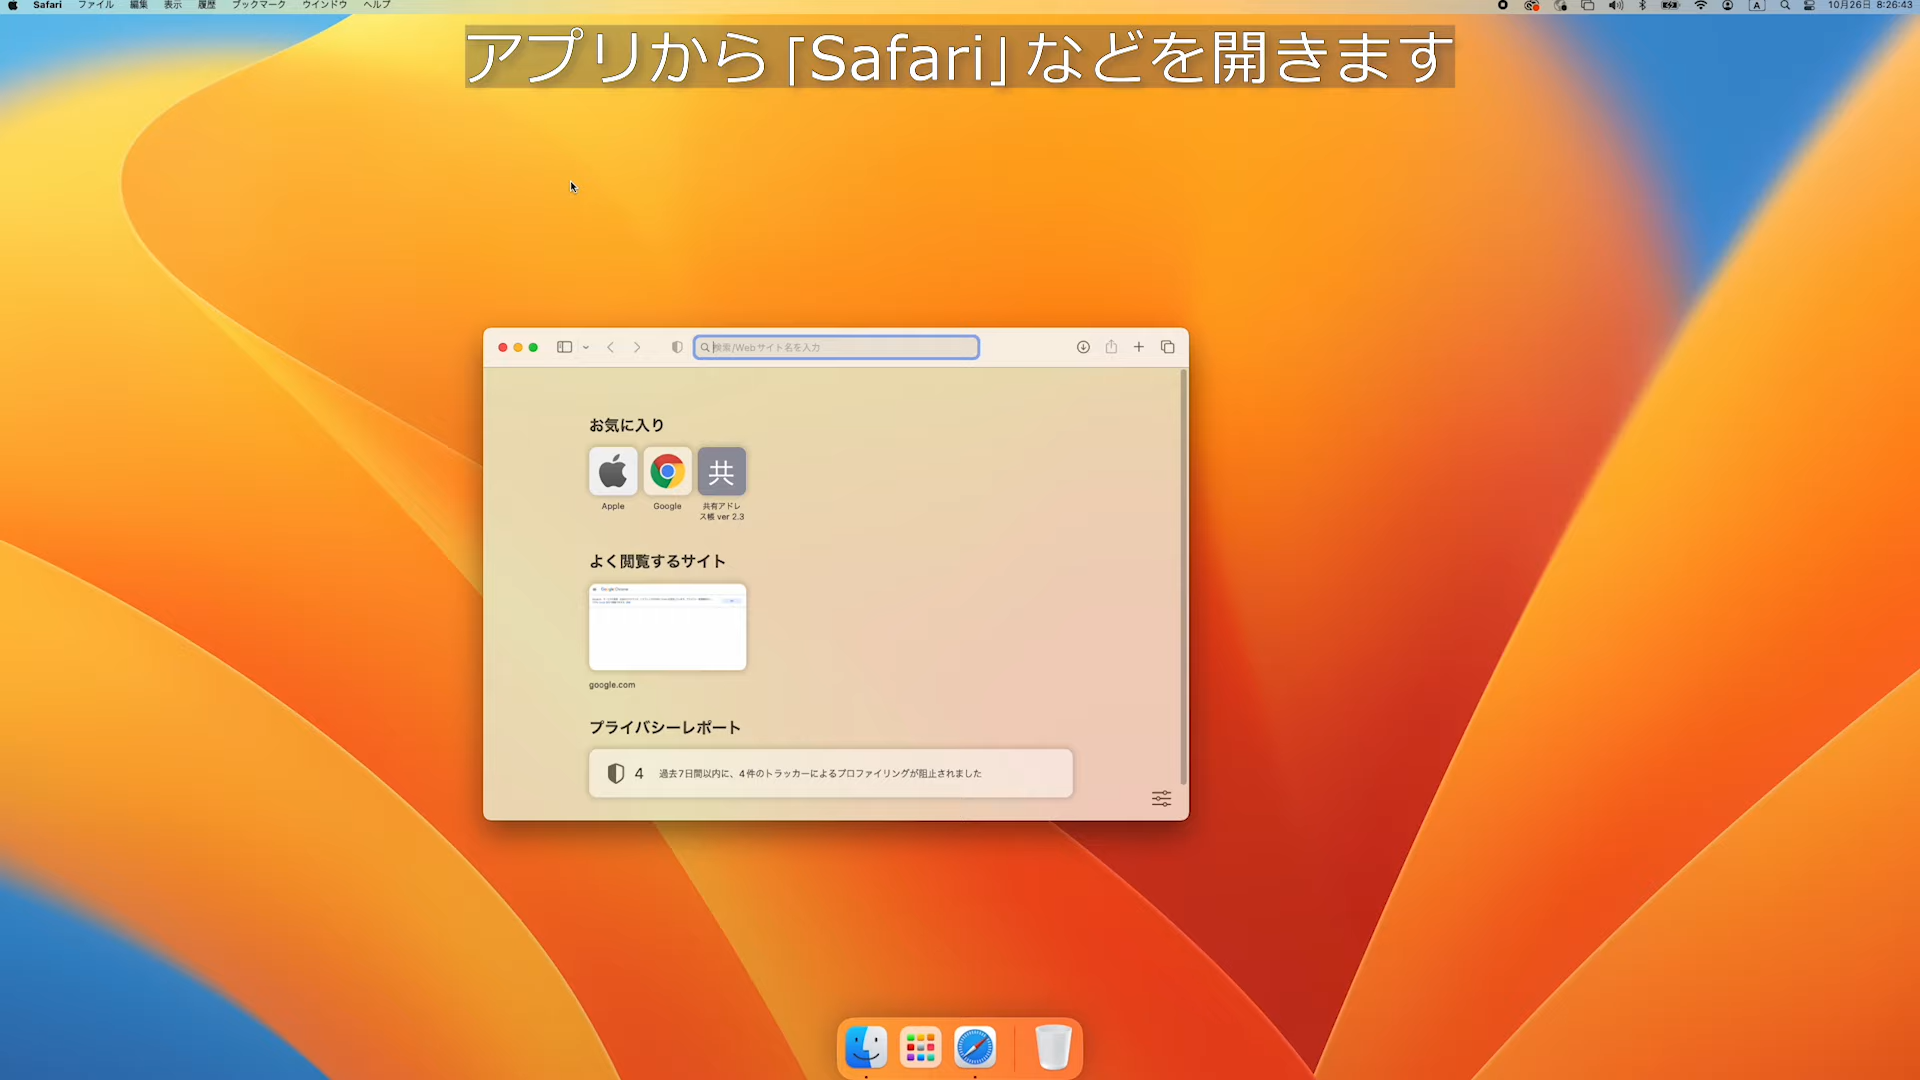 Safari ファイル 編集 表示 履歴 ブックマーク ウインドウ ヘルプ
A 10月26日 8:26:43
アプリから「Safari」などを開きます
検索/Webサイト名を入力
お気に入り
共
Apple
Google
共有アドレ
ス帳 ver 2.3
よく閲覧するサイト
Google Chrome
google.com
プライバシーレポート
4 過去7日間以内に、4件のトラッカーによるプロファイリングが阻止されました